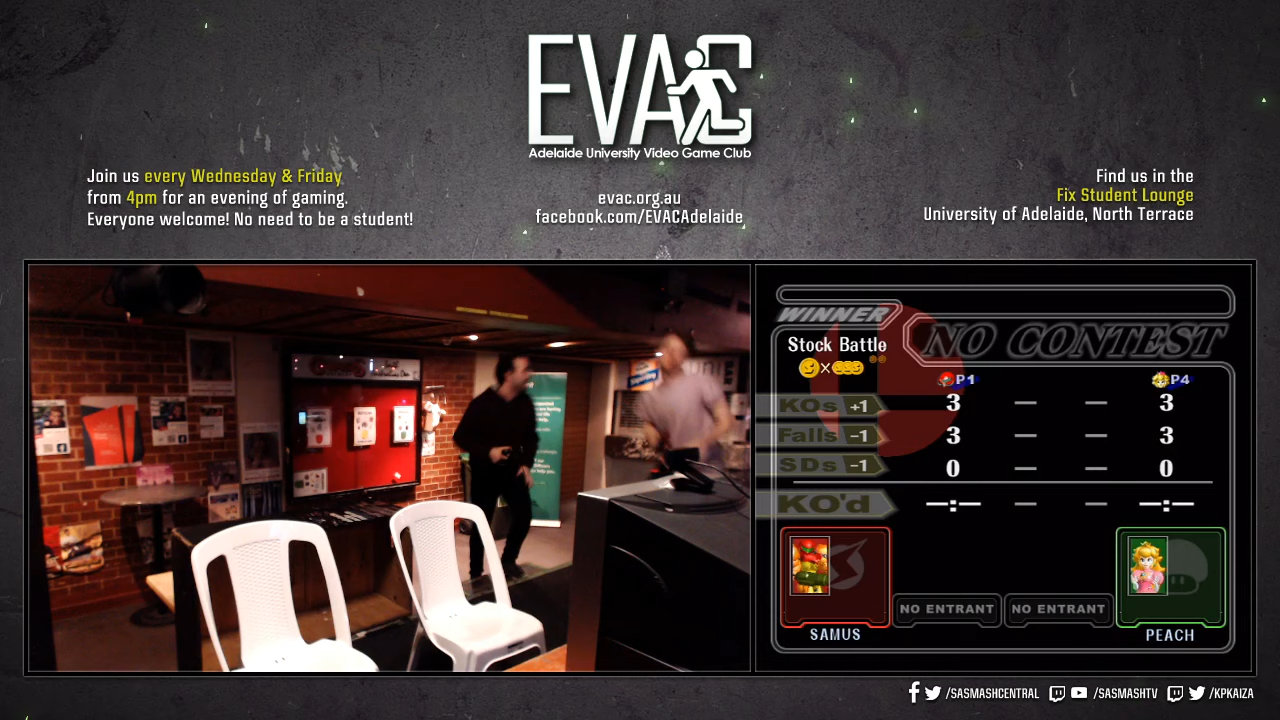 EVAC
Adelaide University Video Game Club
Join us every Wednesday & Friday
from 4pm for an evening of gaming.
Everyone welcome! No need to be a student!
evac.org.au
facebook.com/EVACAdelaide
Find us in the
Fix Student Lounge
University of Adelaide, North Terrace
WINNER
NO CONTEST
Stock Battle
P1
P4
KOs +1 3 — — 3
Falls -1 3 — — 3
SDs -1 0 — — 0
KO'd --:-- — — --:--
NO ENTRANT
NO ENTRANT
SAMUS
PEACH
/SASMASHCENTRAL
/SASMASHTV
/KPKAIZA